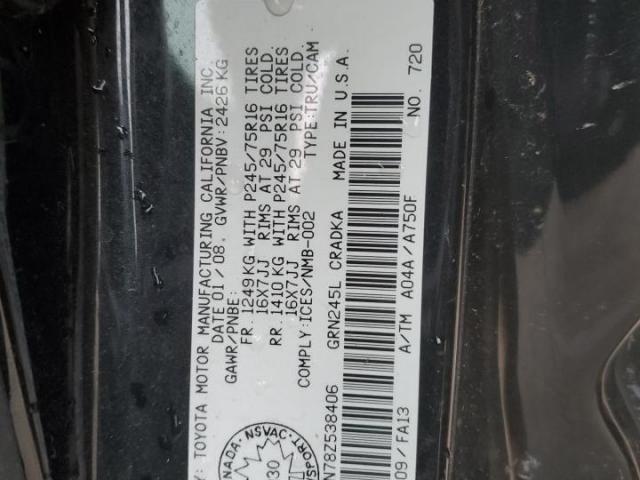 Y: TOYOTA MOTOR MANUFACTURING CALIFORNIA INC.
DATE 01/08. GVWR/PNBV: 2426 KG
GAWR/PNBE:
FR. 1249 KG WITH P245/75R16 TIRES
16X7JJ RIMS AT 29 PSI COLD.
RR. 1410 KG WITH P245/75R16 TIRES
16X7JJ RIMS AT 29 PSI COLD.
COMPLY: ICES/NMB-002 TYPE: TRU/CAM
GRN245L CRADKA MADE IN U.S.A.
N78Z538406
A/TM A04A/A750F NO. 720
09/FA13
NADA. NSVAC.
30